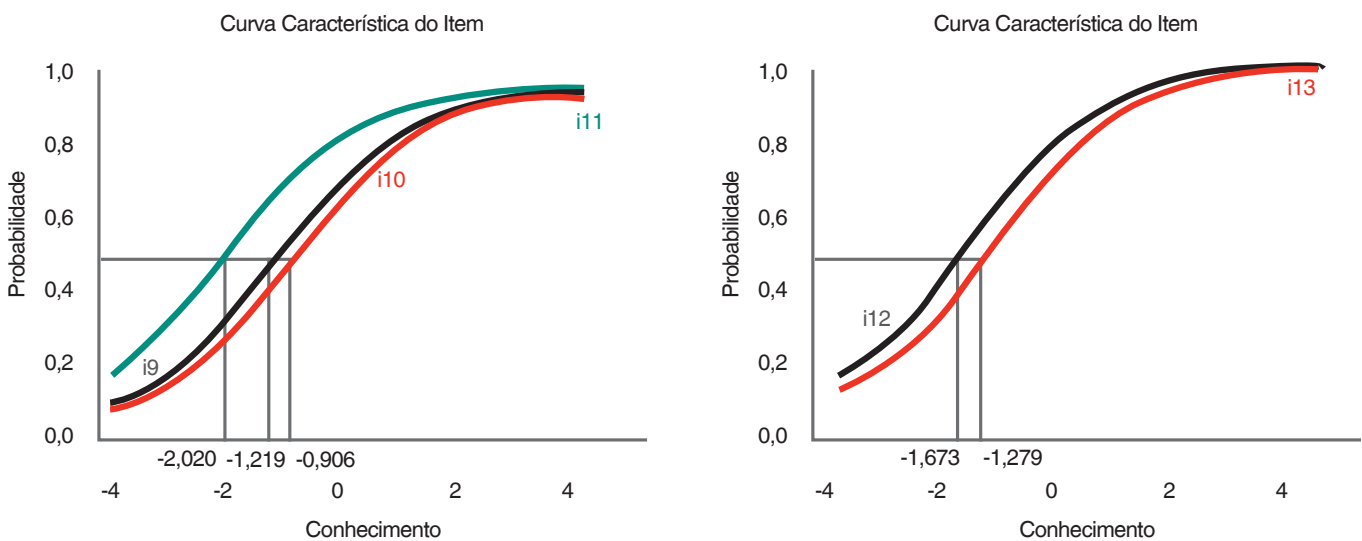 Curva Característica do Item
1,0
0,8
0,6
0,4
0,2
0,0
Probabilidade
i11
i10
i9
-2,020 -1,219 -0,906
-4 -2 0 2 4
Conhecimento
Curva Característica do Item
1,0
0,8
0,6
0,4
0,2
0,0
Probabilidade
i13
i12
-1,673 -1,279
-4 -2 0 2 4
Conhecimento